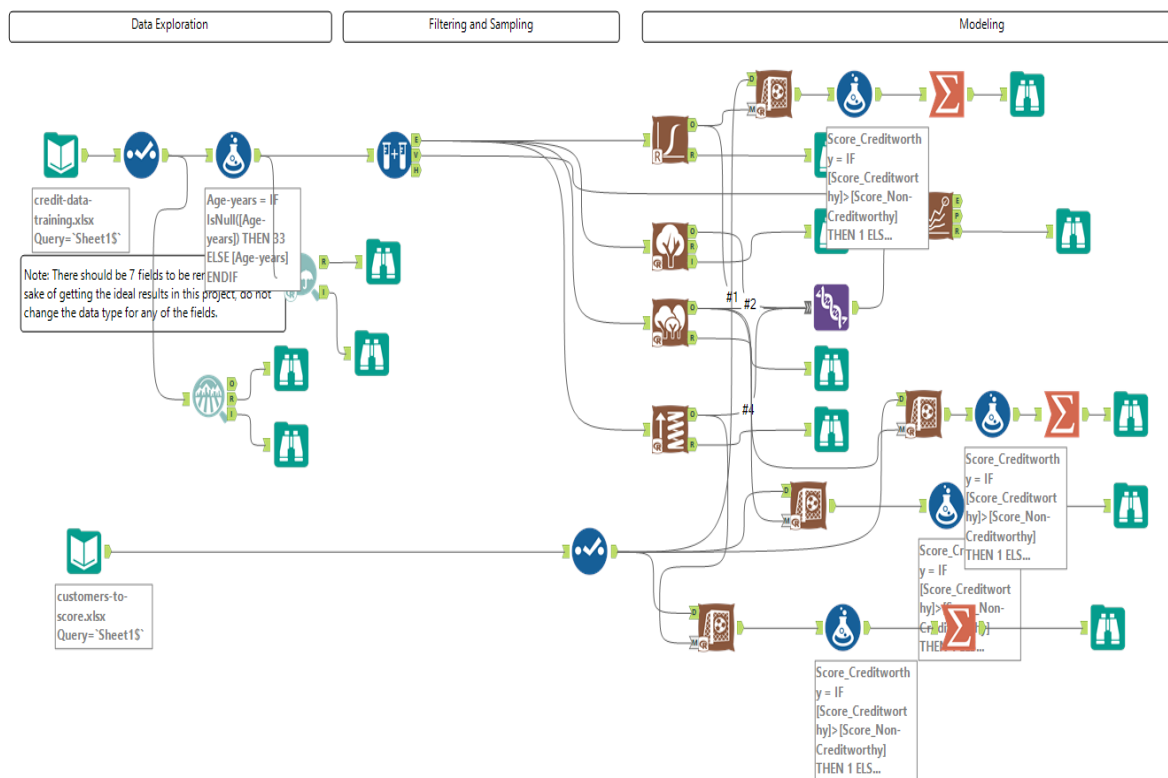 Data Exploration
Filtering and Sampling
Modeling
credit-data-
training.xlsx
Query=`Sheet1$`
Age-years = IF
IsNull([Age-
years]) THEN 33
ELSE [Age-years]
ENDIF
Note: There should be 7 fields to be
sake of getting the ideal results in this project, do not
change the data type for any of the fields.
E
V
H
O
R
O
R
I
O
R
O
R
D
M
R
I
O
R
I
E
P
R
Score_Creditworth
y = IF
[Score_Creditwor
thy]>[Score_Non-
Creditworthy]
THEN 1 ELS...
#1
#2
#4
D
M
D
M
D
M
Score_Creditworth
y = IF
[Score_Creditwort
hy]>[Score_Non-
Creditworthy]
THEN 1 ELS...
y = IF
[Score_Creditwort
customers-to-
score.xlsx
Query=`Sheet1$`
Score_Creditworth
y = IF
[Score_Creditwort
hy]>[Score_Non-
Creditworthy]
THEN 1 ELS...